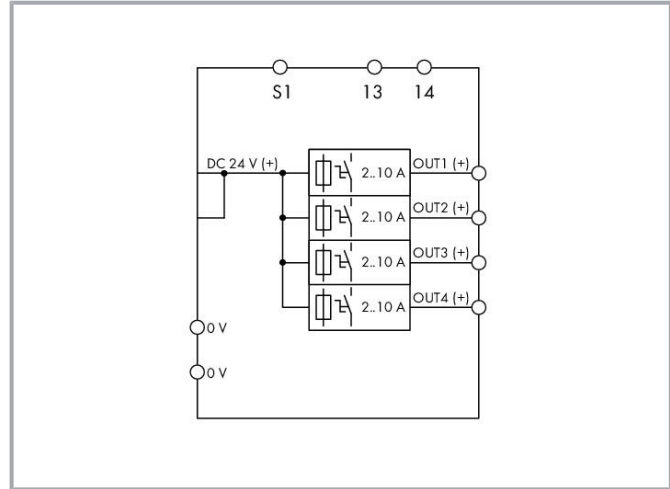 S1 13 14
DC 24 V (+) 2..10 A OUT1 (+)
2..10 A OUT2 (+)
2..10 A OUT3 (+)
2..10 A OUT4 (+)
0 V
0 V